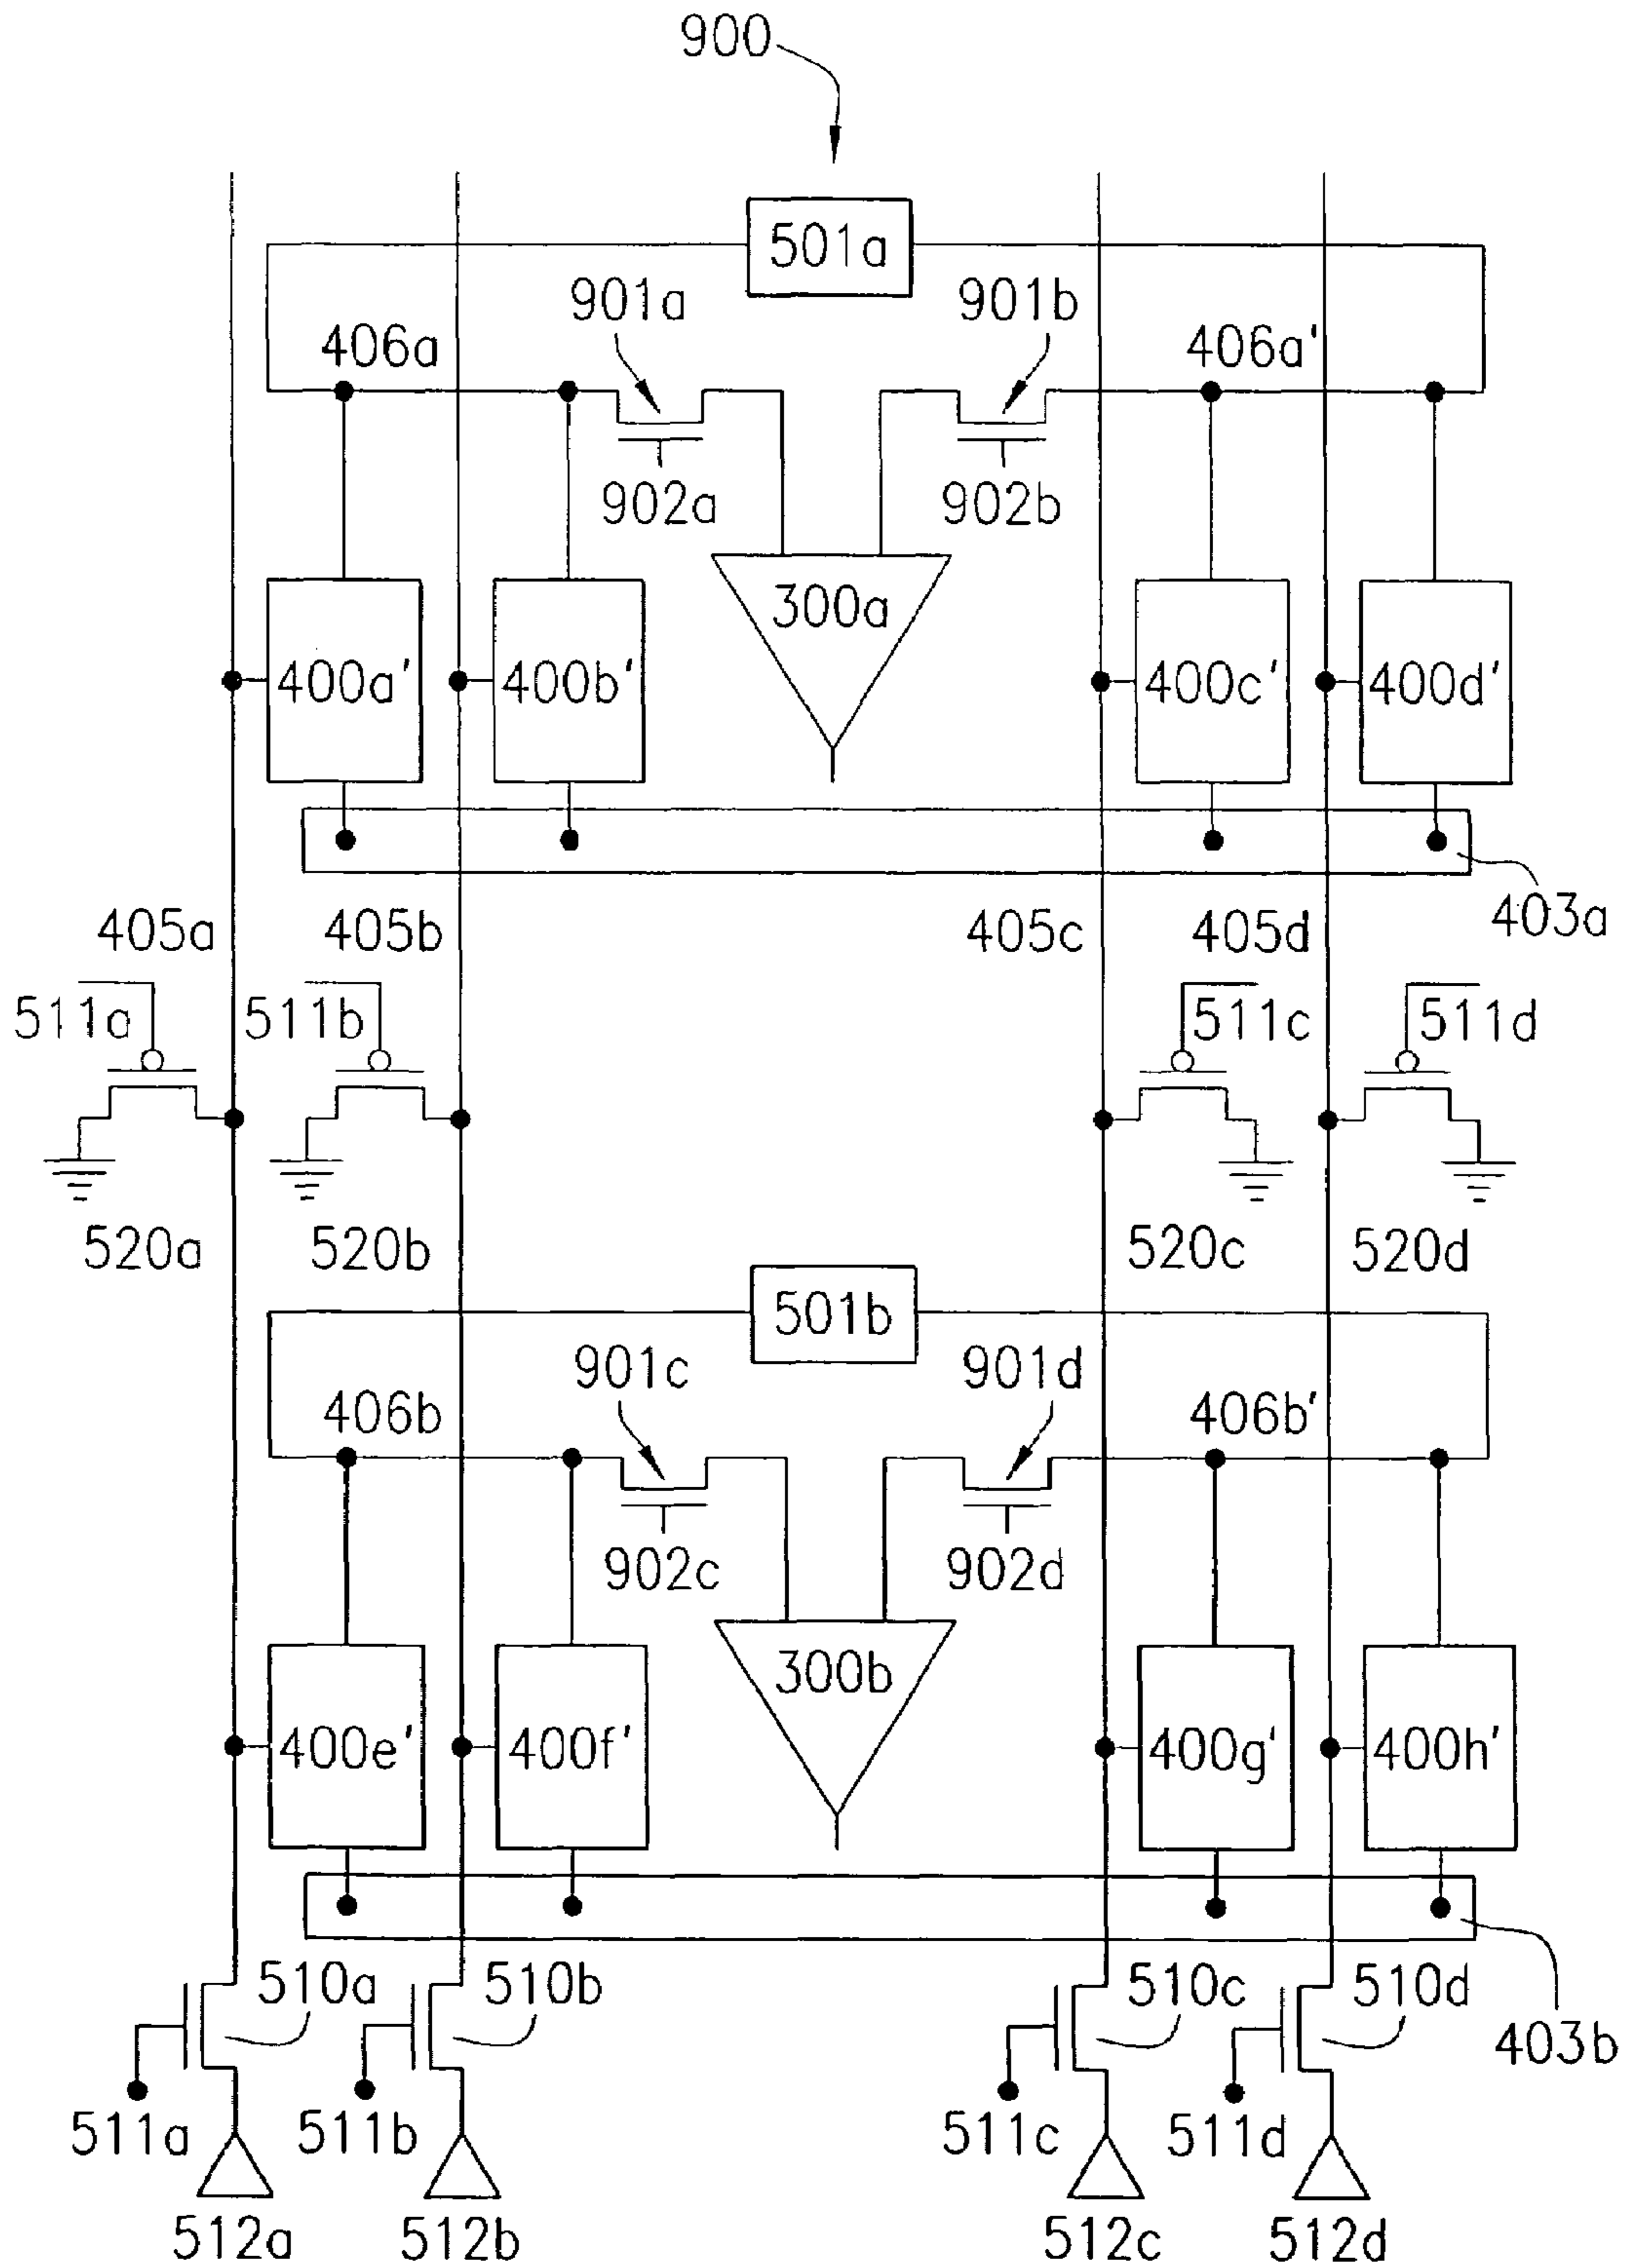 900
501a
901a
901b
406a
406a'
902a
902b
300a
400a'
400b'
400c'
400d'
403a
405a
405b
405c
405d
511a
511b
511c
511d
520a
520b
520c
520d
501b
901c
901d
406b
406b'
902c
902d
300b
400e'
400f'
400g'
400h'
510a
510b
510c
510d
403b
511a
511b
511c
511d
512a
512b
512c
512d